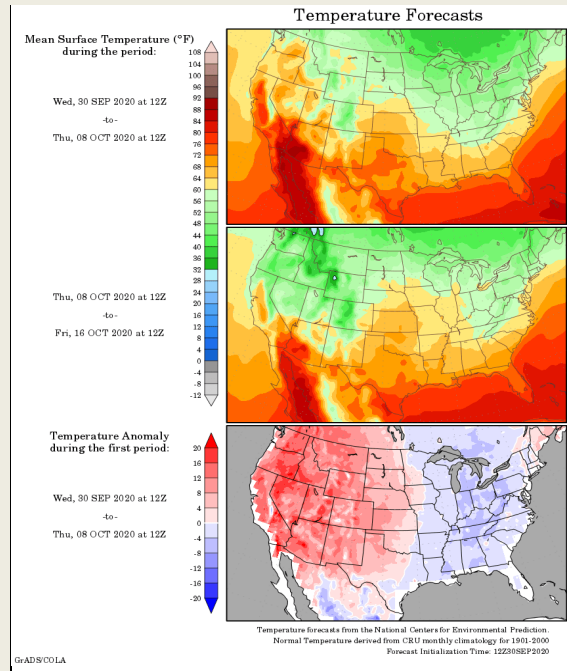 Temperature Forecasts
Mean Surface Temperature (°F)
during the period:
Wed, 30 SEP 2020 at 12Z
-to-
Thu, 08 OCT 2020 at 12Z
108
104
100
96
92
88
84
80
76
72
68
64
60
56
52
48
44
40
36
32
28
24
20
16
12
8
4
0
-4
-8
-12
Thu, 08 OCT 2020 at 12Z
-to-
Fri, 16 OCT 2020 at 12Z
Temperature Anomaly
during the first period:
Wed, 30 SEP 2020 at 12Z
-to-
Thu, 08 OCT 2020 at 12Z
20
16
12
8
4
0
-4
-8
-12
-16
-20
Temperature forecasts from the National Centers for Environmental Prediction.
Normal Temperature derived from CRU monthly climatology for 1901-2000
Forecast Initialization Time: 12Z30SEP2020
GrADS/COLA